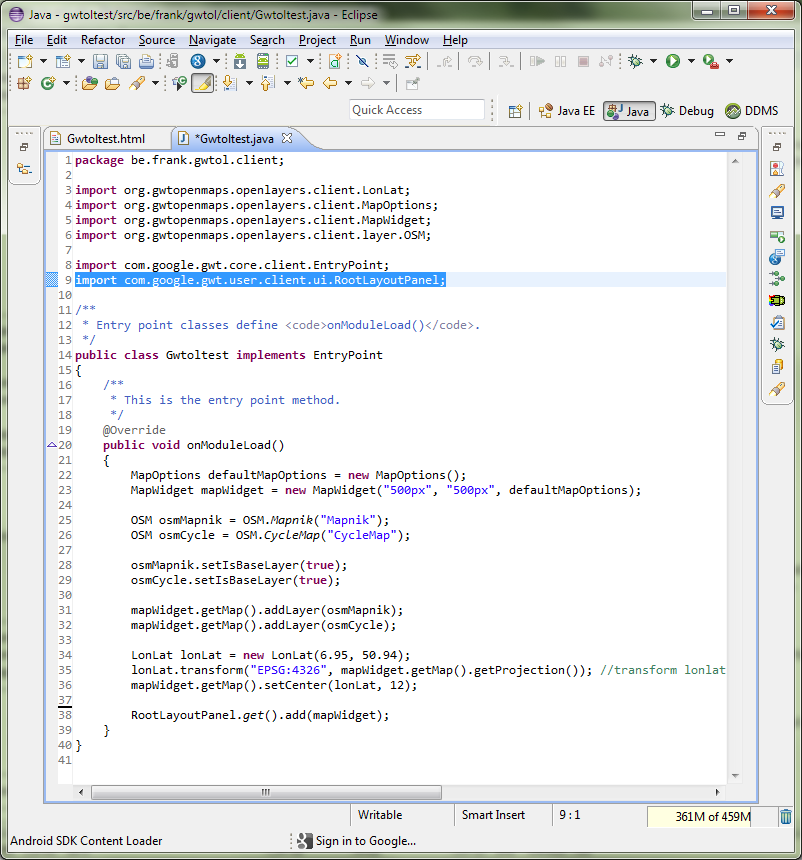 Java - gwtoltest/src/be/frank/gwtol/client/Gwtoltest.java - Eclipse
File Edit Refactor Source Navigate Search Project Run Window Help
Quick Access Java EE Java Debug DDMS
Gwtoltest.html *Gwtoltest.java
1 package be.frank.gwtol.client;
2
3 import org.gwtopenmaps.openlayers.client.LonLat;
4 import org.gwtopenmaps.openlayers.client.MapOptions;
5 import org.gwtopenmaps.openlayers.client.MapWidget;
6 import org.gwtopenmaps.openlayers.client.layer.OSM;
7
8 import com.google.gwt.core.client.EntryPoint;
9 import com.google.gwt.user.client.ui.RootLayoutPanel;
10
11 /**
12 * Entry point classes define <code>onModuleLoad()</code>.
13 */
14 public class Gwtoltest implements EntryPoint
15 {
16 /**
17 * This is the entry point method.
18 */
19 @Override
20 public void onModuleLoad()
21 {
22 MapOptions defaultMapOptions = new MapOptions();
23 MapWidget mapWidget = new MapWidget("500px", "500px", defaultMapOptions);
24
25 OSM osmMapnik = OSM.Mapnik("Mapnik");
26 OSM osmCycle = OSM.CycleMap("CycleMap");
27
28 osmMapnik.setIsBaseLayer(true);
29 osmCycle.setIsBaseLayer(true);
30
31 mapWidget.getMap().addLayer(osmMapnik);
32 mapWidget.getMap().addLayer(osmCycle);
33
34 LonLat lonLat = new LonLat(6.95, 50.94);
35 lonLat.transform("EPSG:4326", mapWidget.getMap().getProjection()); //transform lonlat
36 mapWidget.getMap().setCenter(lonLat, 12);
37
38 RootLayoutPanel.get().add(mapWidget);
39 }
40 }
41
Writable Smart Insert 9 : 1 361M of 459M
Android SDK Content Loader Sign in to Google...